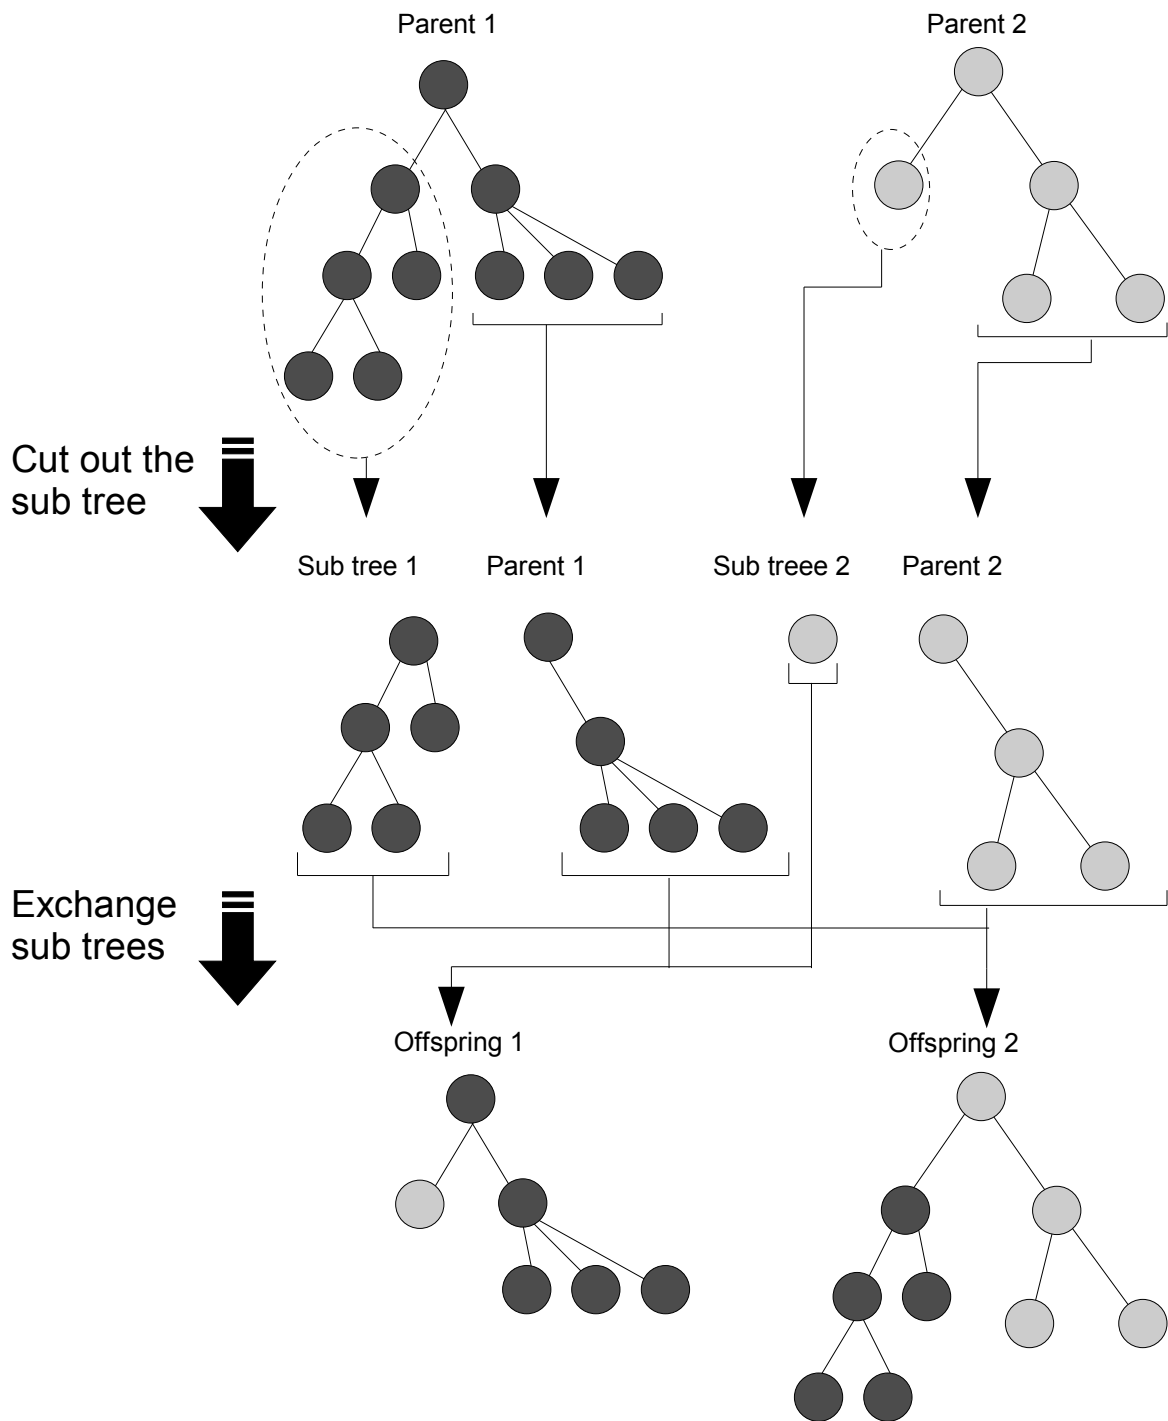 Parent 1
Parent 2
Cut out the
sub tree
Sub tree 1
Parent 1
Sub treee 2
Parent 2
Exchange
sub trees
Offspring 1
Offspring 2